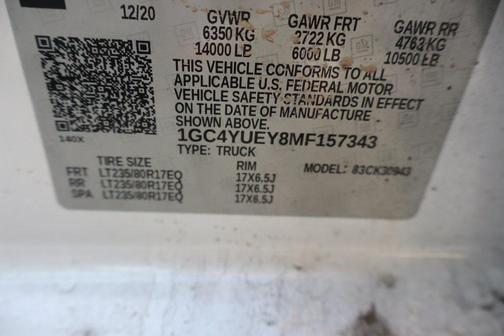 12/20 GVWR GAWR FRT GAWR RR
6350 KG 2722 KG 4763 KG
14000 LB 6000 LB 10500 LB
THIS VEHICLE CONFORMS TO ALL
APPLICABLE U.S. FEDERAL MOTOR
VEHICLE SAFETY STANDARDS IN EFFECT
ON THE DATE OF MANUFACTURE
SHOWN ABOVE.
1GC4YUEY8MF157343
140X TYPE: TRUCK MODEL: 83CK30943
TIRE SIZE RIM
FRT LT235/80R17EQ 17X6.5J
RR LT235/80R17EQ 17X6.5J
SPA LT235/80R17EQ 17X6.5J